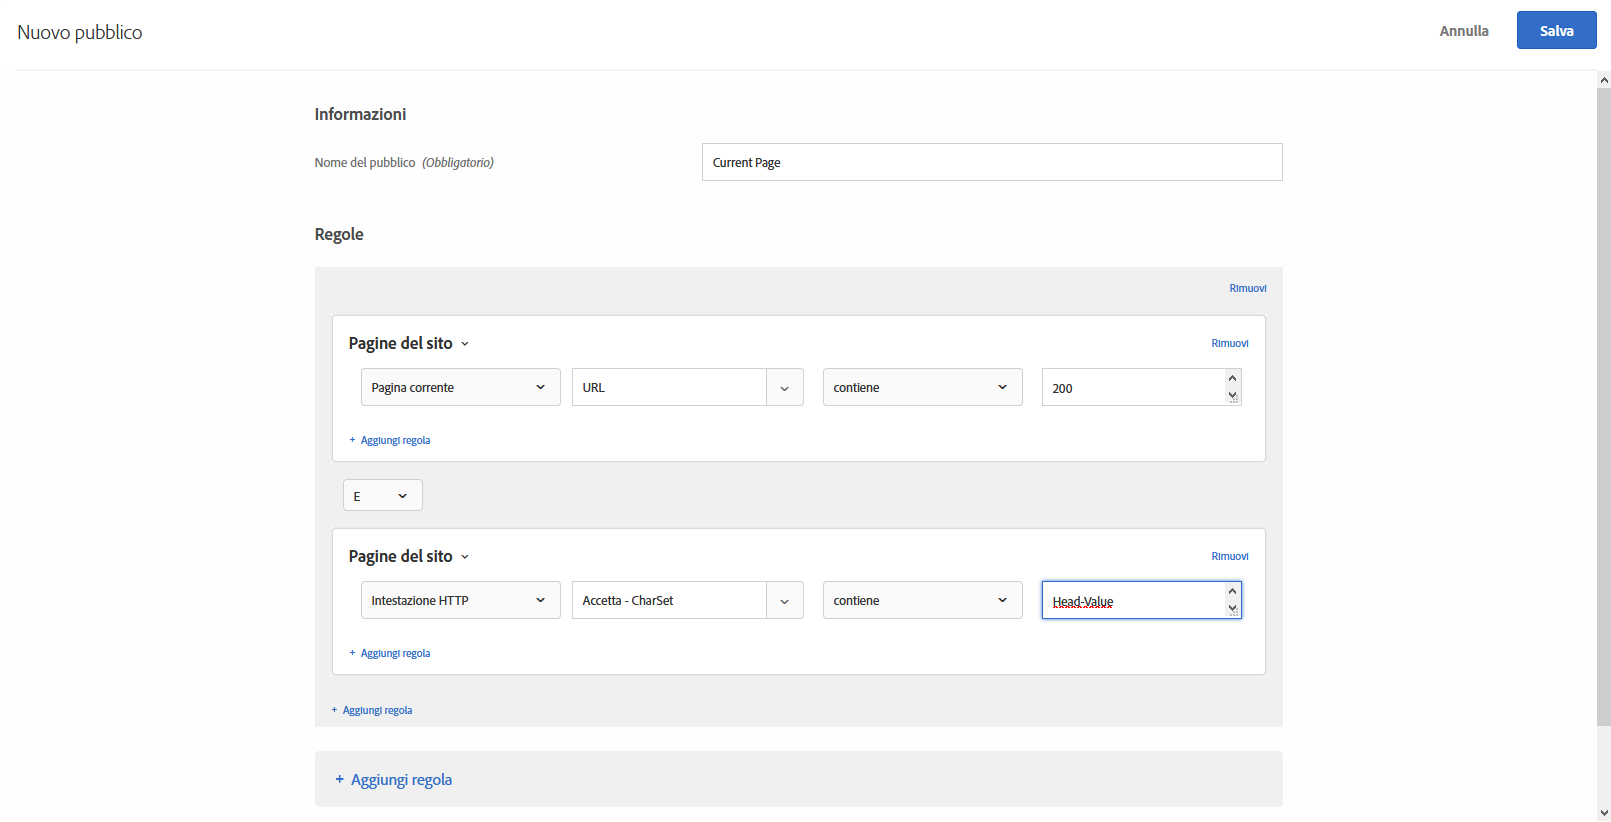 Nuovo pubblico
Annulla
Salva
Informazioni
Nome del pubblico (Obbligatorio)
Current Page
Regole
Rimuovi
Pagine del sito
Rimuovi
Pagina corrente
URL
contiene
200
+ Aggiungi regola
E
Pagine del sito
Rimuovi
Intestazione HTTP
Accetta - CharSet
contiene
Head-Value
+ Aggiungi regola
+ Aggiungi regola
+ Aggiungi regola